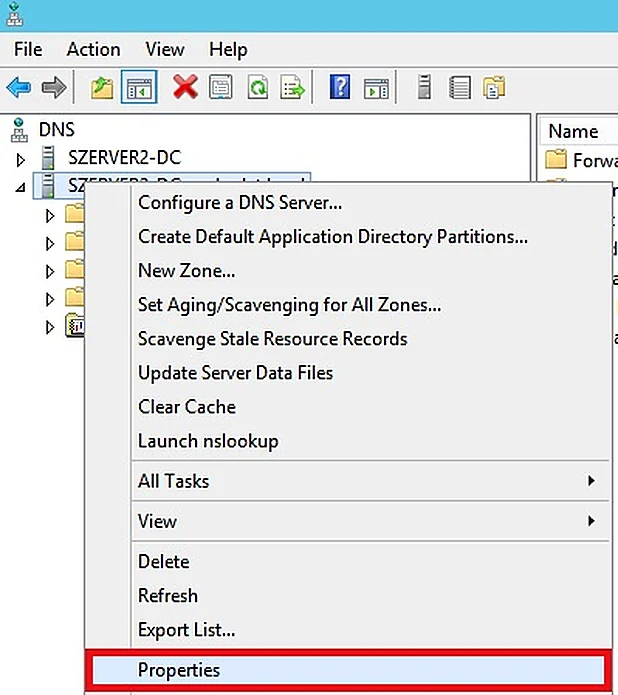 File Action View Help
DNS
Name
SZERVER2-DC
Configure a DNS Server...
Create Default Application Directory Partitions...
New Zone...
Set Aging/Scavenging for All Zones...
Scavenge Stale Resource Records
Update Server Data Files
Clear Cache
Launch nslookup
All Tasks
View
Delete
Refresh
Export List...
Properties